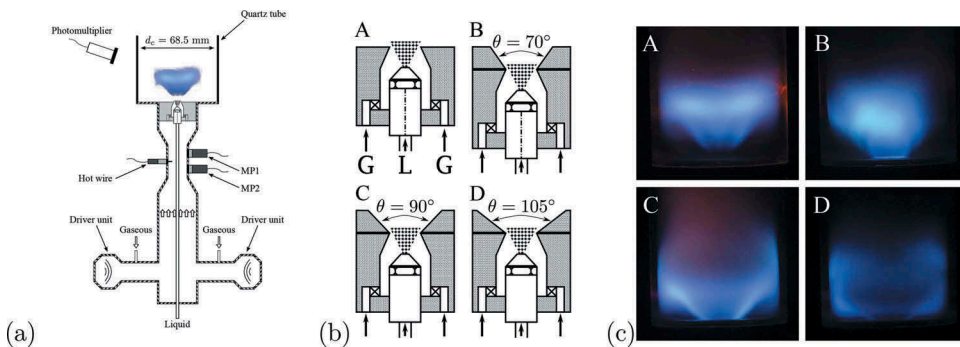 Quartz tube
Photomultiplier
d_c = 68.5 mm
Hot wire
MP1
MP2
Driver unit
Gaseous
Gaseous
Driver unit
Liquid
(a)
A
B
θ = 70°
G
L
G
C
θ = 90°
D
θ = 105°
(b)
A
B
C
D
(c)